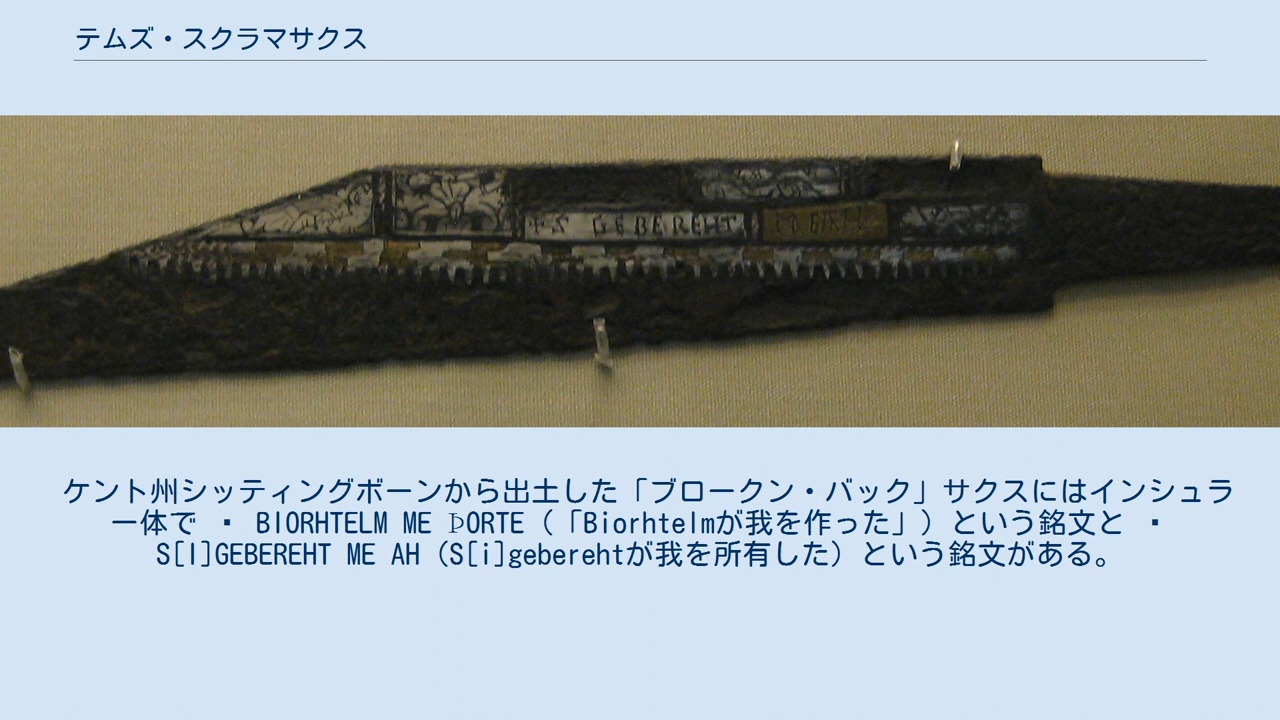 テムズ・スクラマサクス
S GEBEREHT
ケント州シッティングボーンから出土した「ブロークン・バック」サクスにはインシュラ
ー体で ▪ BIORHTELM ME ÞORTE（「Biorhtelmが我を作った」）という銘文と ▪
S[I]GEBEREHT ME AH（S[i]geberehtが我を所有した）という銘文がある。